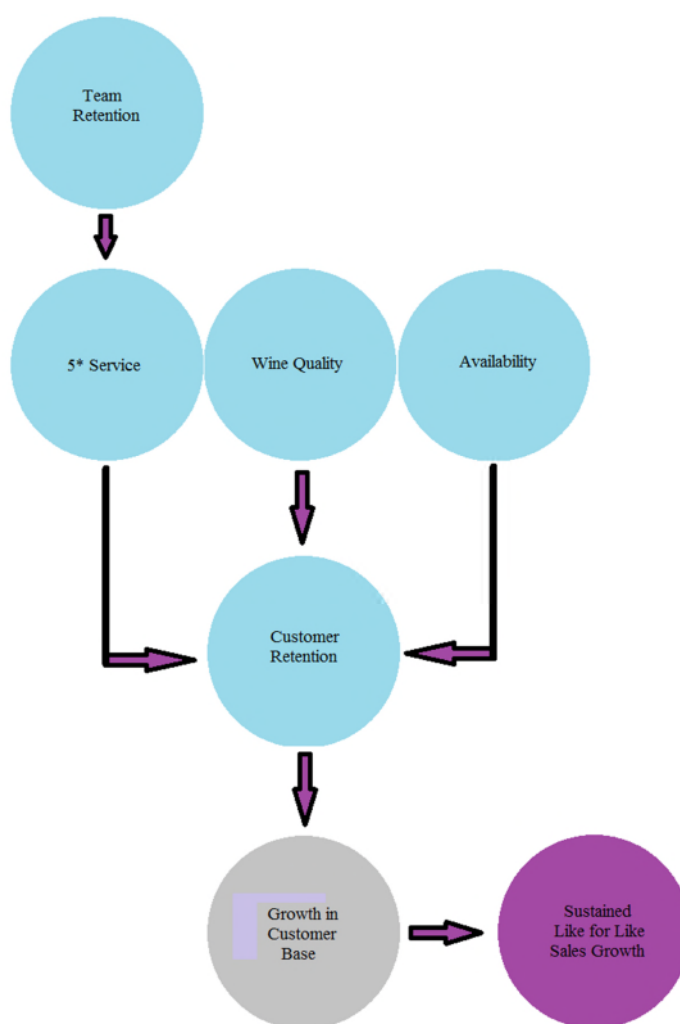 Team
Retention
5* Service
Wine Quality
Availability
Customer
Retention
Growth in
Customer
Base
Sustained
Like for Like
Sales Growth